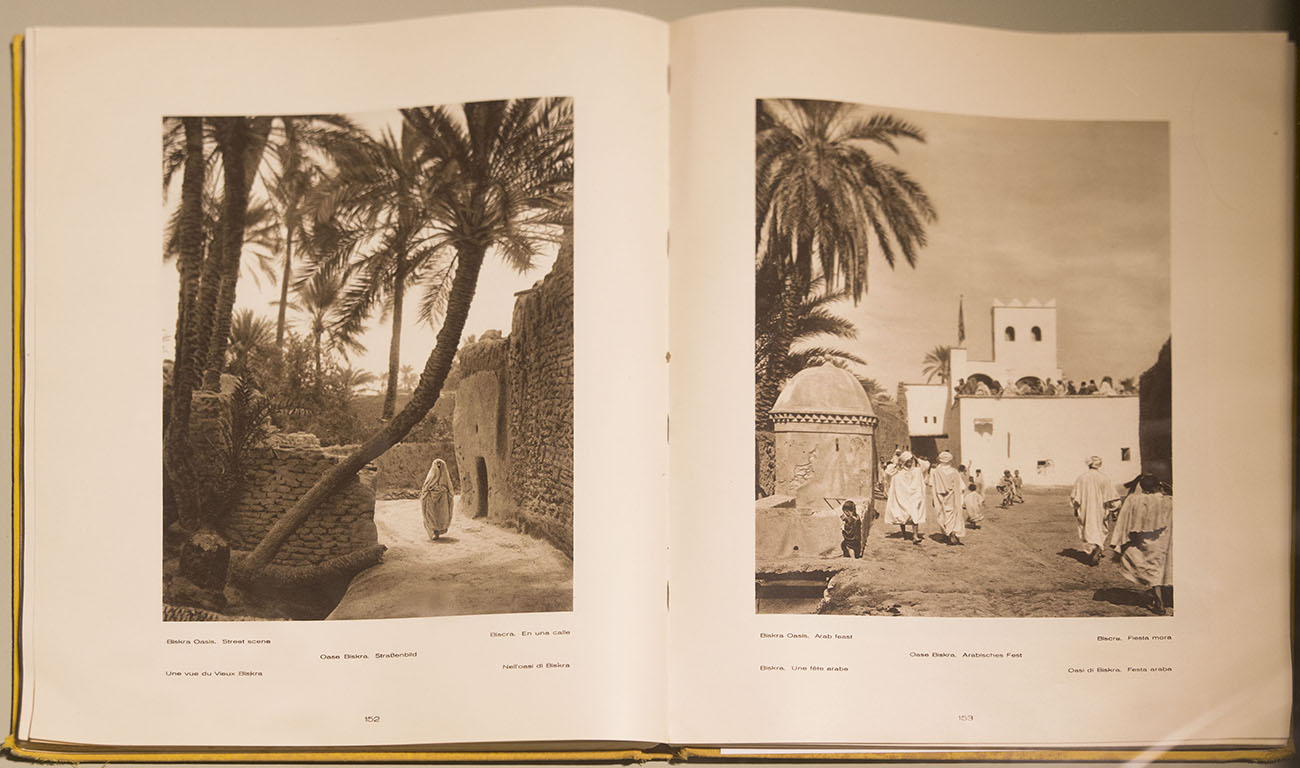 Biskra Oasis. Street scene
Biscra. En una calle
Oase Biskra. Straßenbild
Une vue du Vieux Biskra
Nell'oasi di Biskra
152
Biskra Oasis. Arab feast
Biscra. Fiesta mora
Oase Biskra. Arabisches Fest
Biskra. Une fête arabe
Oasi di Biskra. Festa araba
153